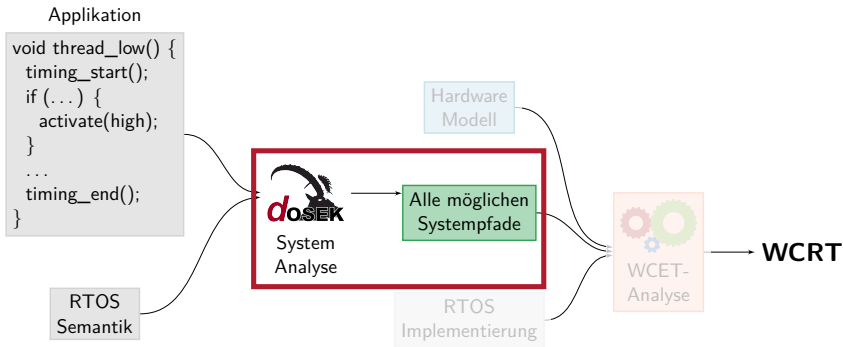 Applikation
void thread_low() {
timing_start();
if (...) {
activate(high);
}
...
timing_end();
}
RTOS
Semantik
dOSEK
System
Analyse
Alle möglichen
Systempfade
Hardware
Modell
RTOS
Implementierung
WCET-
Analyse
WCRT